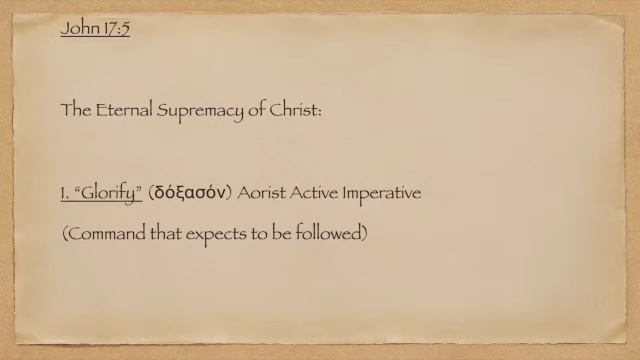 John 17:5
The Eternal Supremacy of Christ:
1. “Glorify” (δόξασόν) Aorist Active Imperative
(Command that expects to be followed)